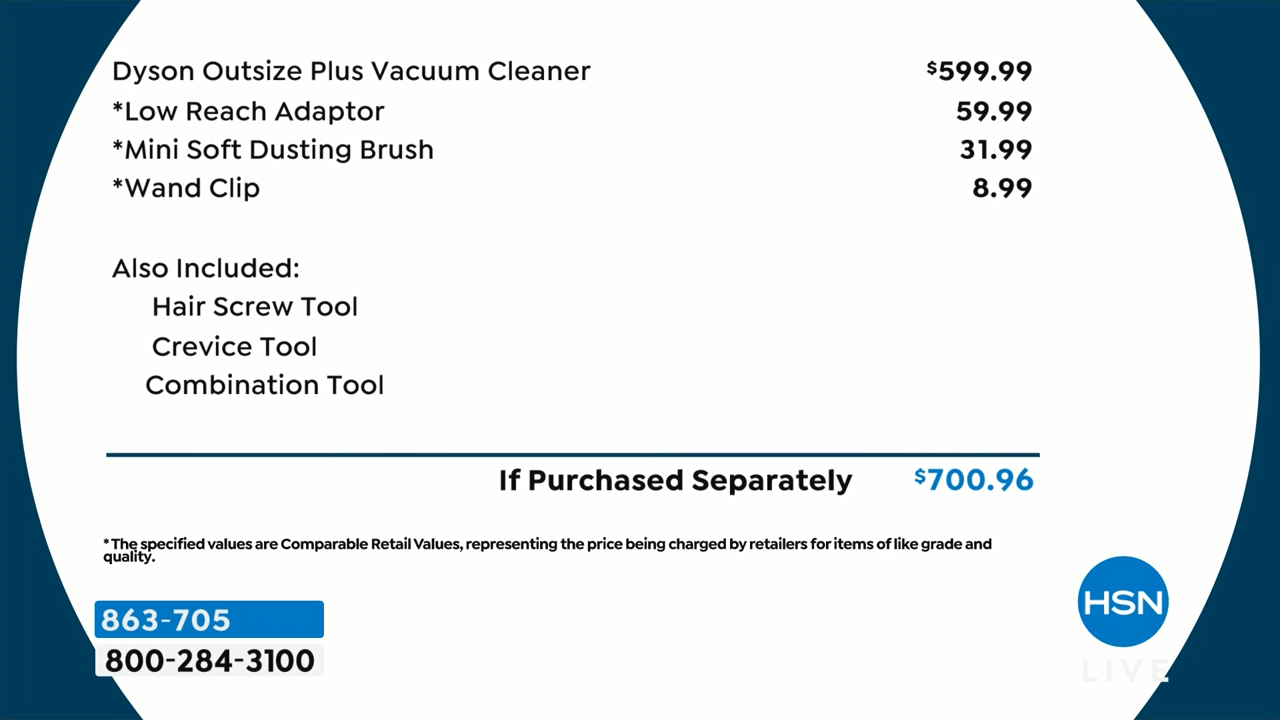 Dyson Outsize Plus Vacuum Cleaner $599.99
*Low Reach Adaptor 59.99
*Mini Soft Dusting Brush 31.99
*Wand Clip 8.99
Also Included:
Hair Screw Tool
Crevice Tool
Combination Tool
If Purchased Separately $700.96
*The specified values are Comparable Retail Values, representing the price being charged by retailers for items of like grade and
quality.
863-705
800-284-3100
HSN
LIVE